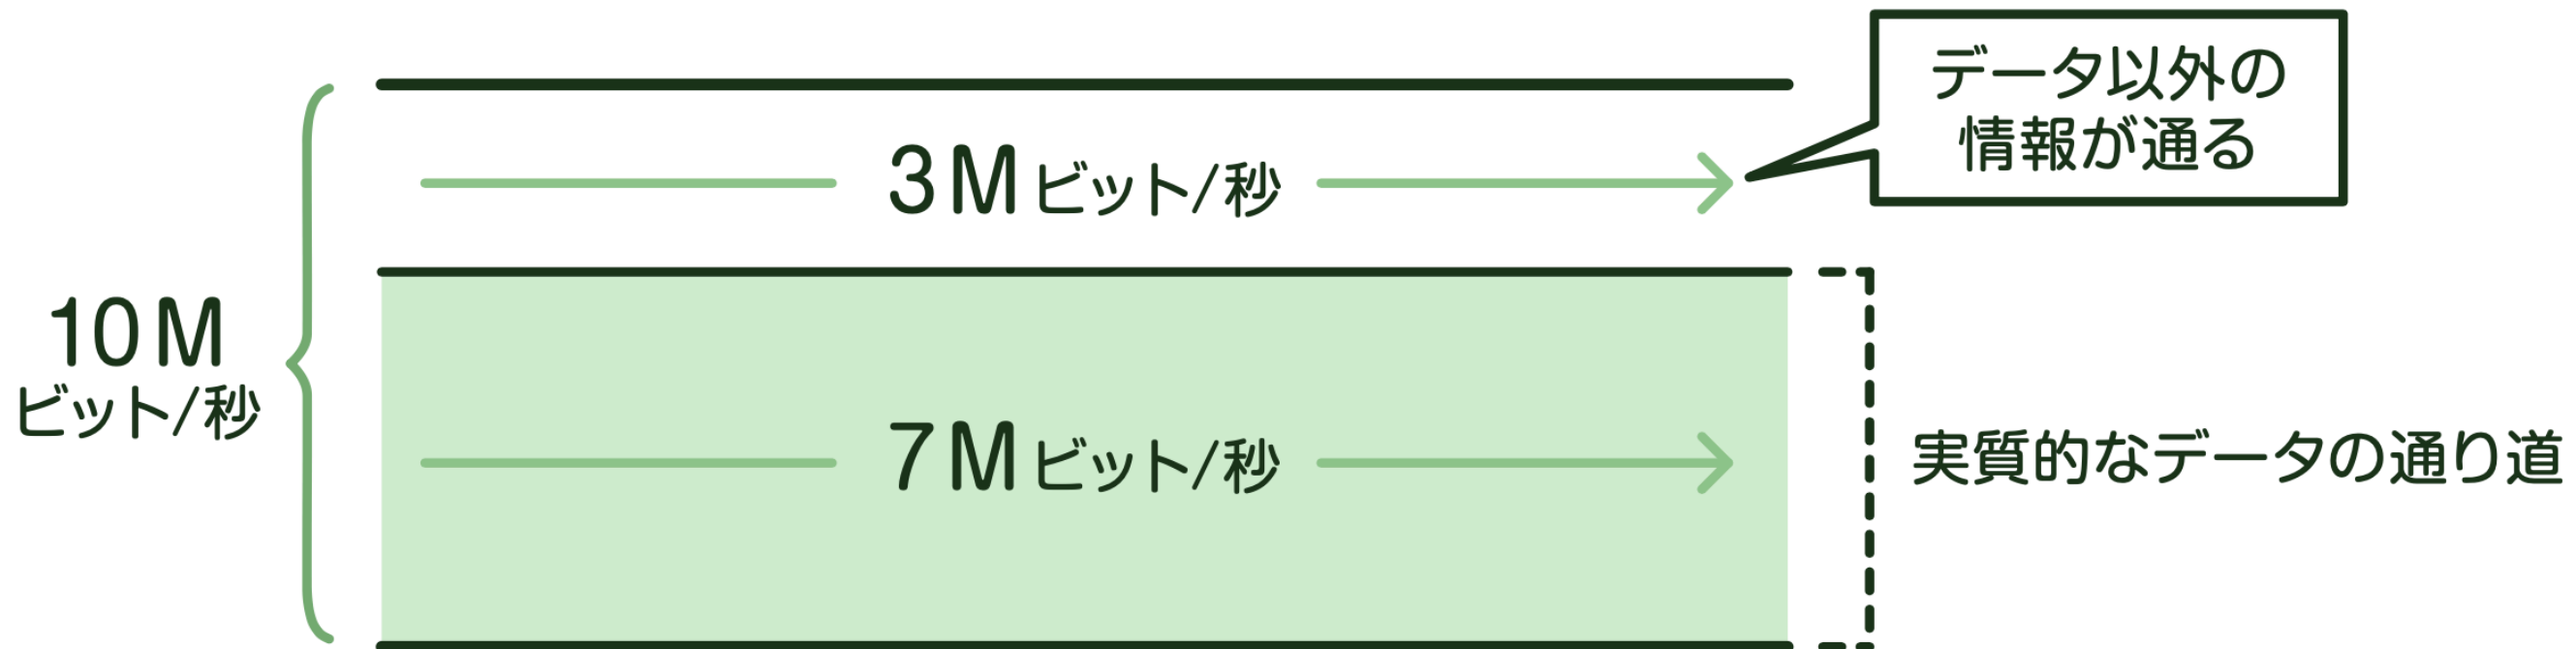 データ以外の
情報が通る
3Mビット/秒
10M
ビット/秒
7Mビット/秒
実質的なデータの通り道